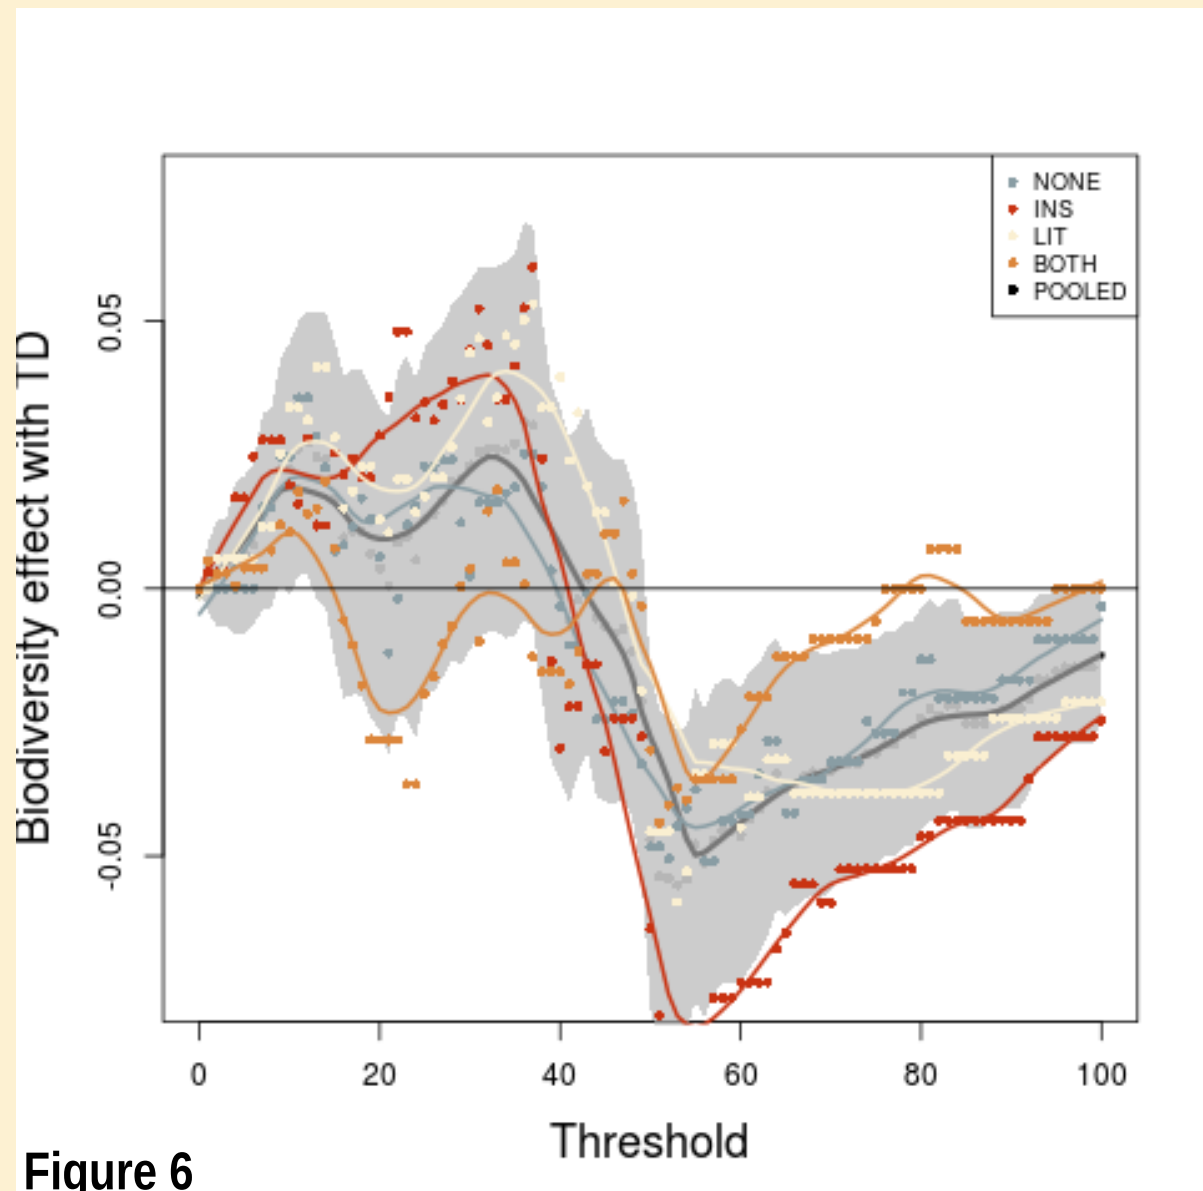 NONE
INS
LIT
BOTH
POOLED
Biodiversity effect with TD
0.05
0.00
-0.05
0
20
40
60
80
100
Threshold
Figure 6